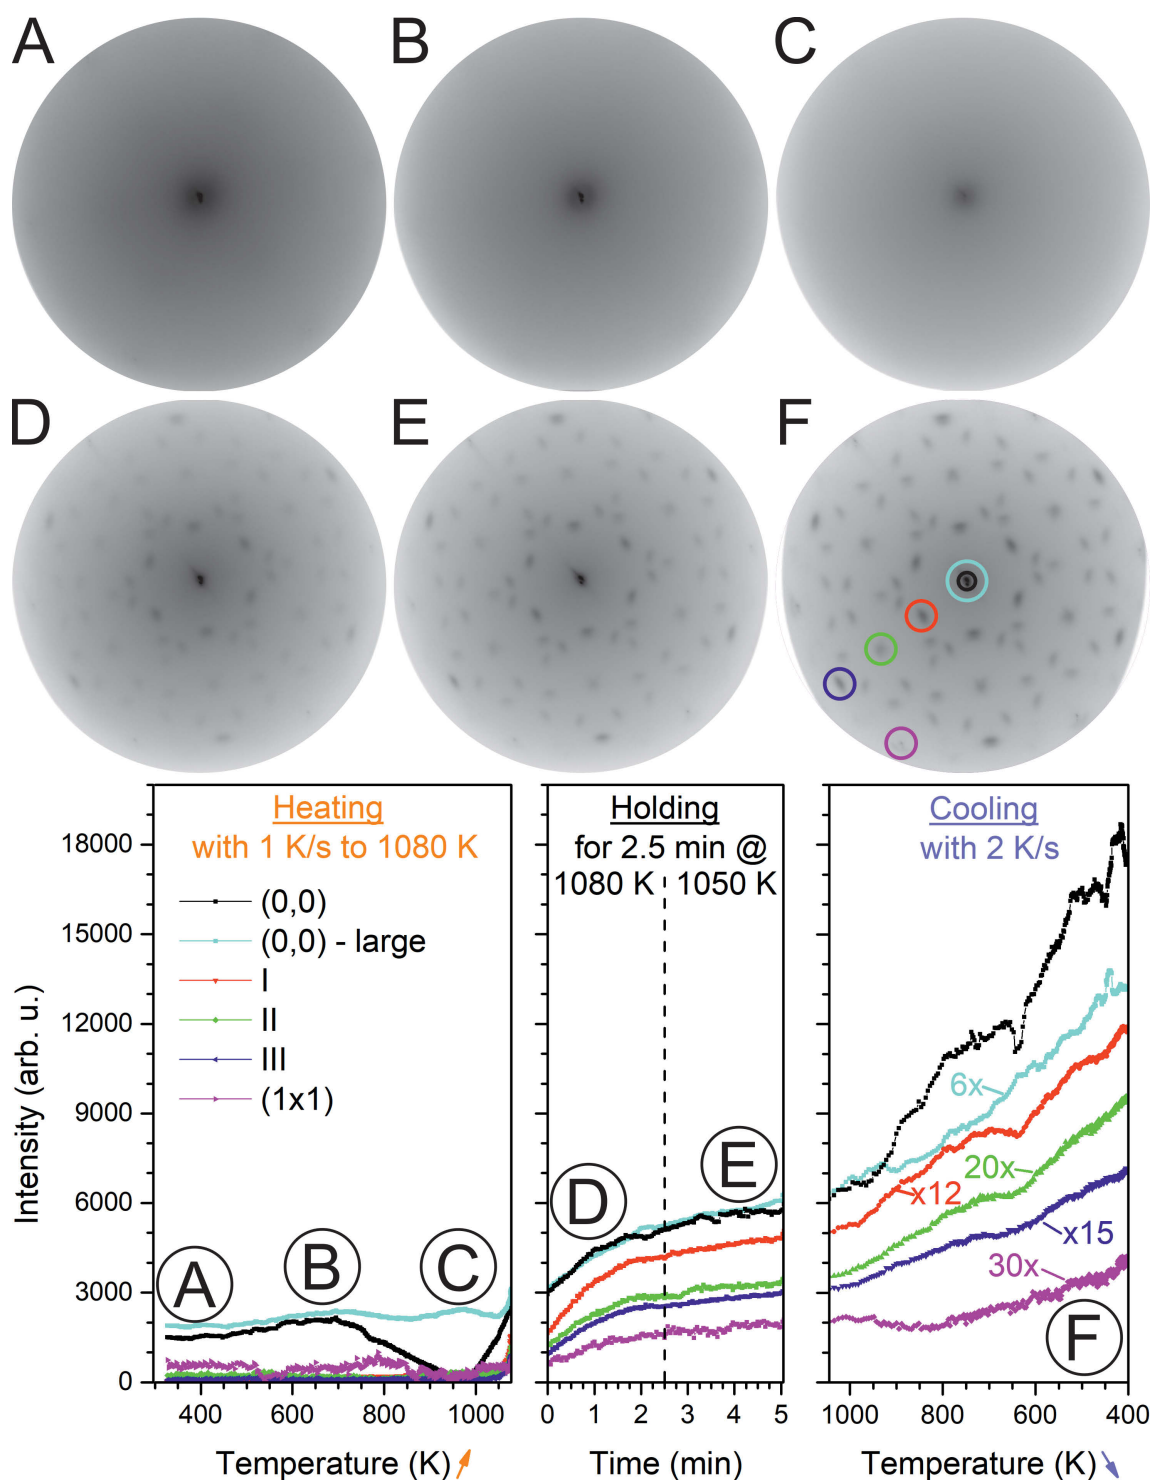 A
B
C
D
E
F
Heating
with 1 K/s to 1080 K
Holding
for 2.5 min @
1080 K
1050 K
Cooling
with 2 K/s
Intensity (arb. u.)
18000
15000
12000
9000
6000
3000
0
(0,0)
(0,0) - large
I
II
III
(1x1)
A
B
C
D
E
6x
x12
20x
x15
30x
F
400
600
800
1000
0
1
2
3
4
5
1000
800
600
400
Temperature (K)
Time (min)
Temperature (K)